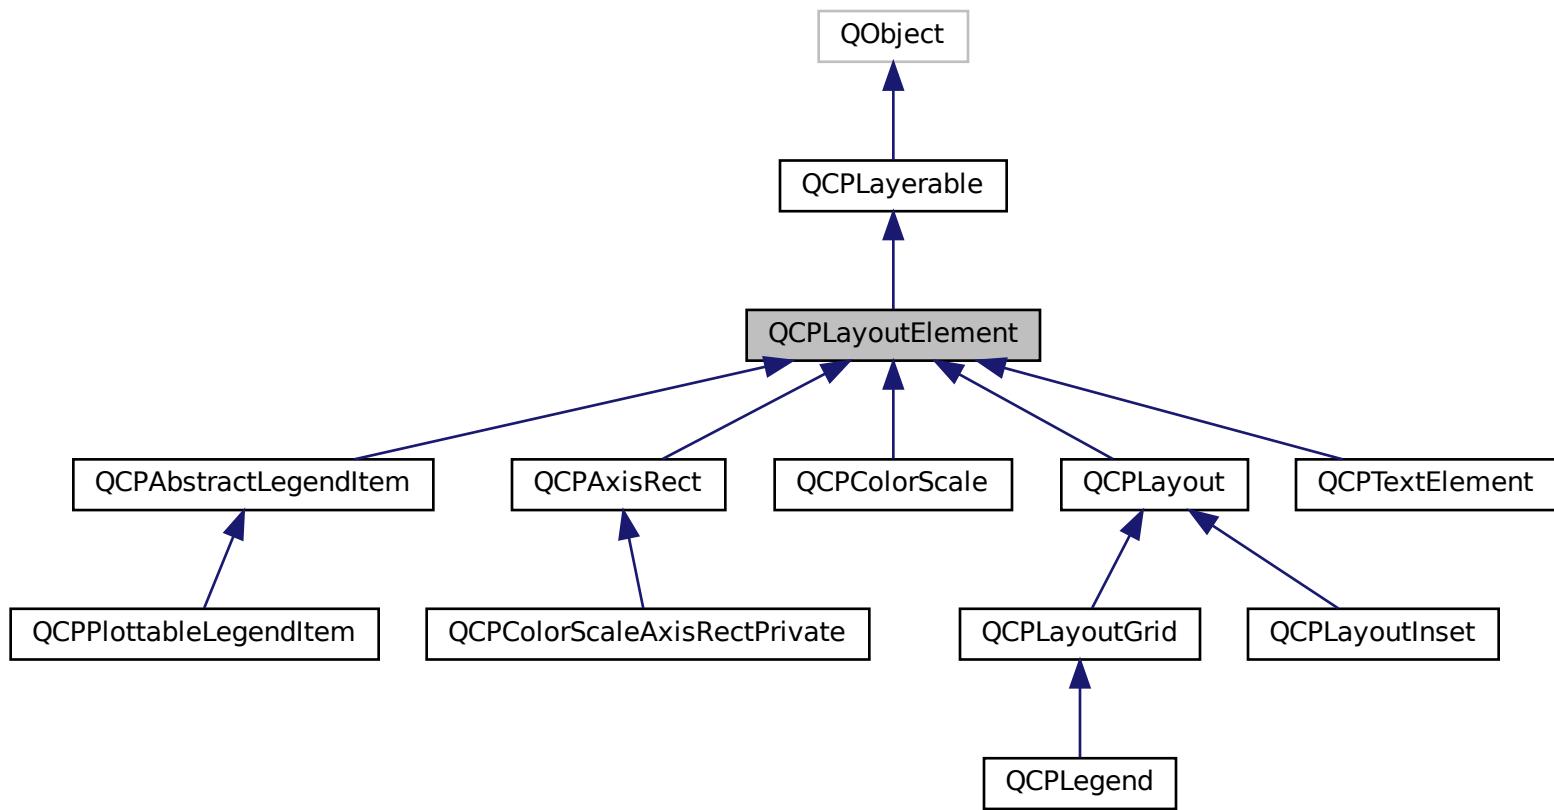 QObject
QCPLayerable
QCPLayoutElement
QCPAbstractLegendItem
QCPAxisRect
QCPColorScale
QCPLayout
QCPTextElement
QCPPlottableLegendItem
QCPColorScaleAxisRectPrivate
QCPLayoutGrid
QCPLayoutInset
QCPLegend